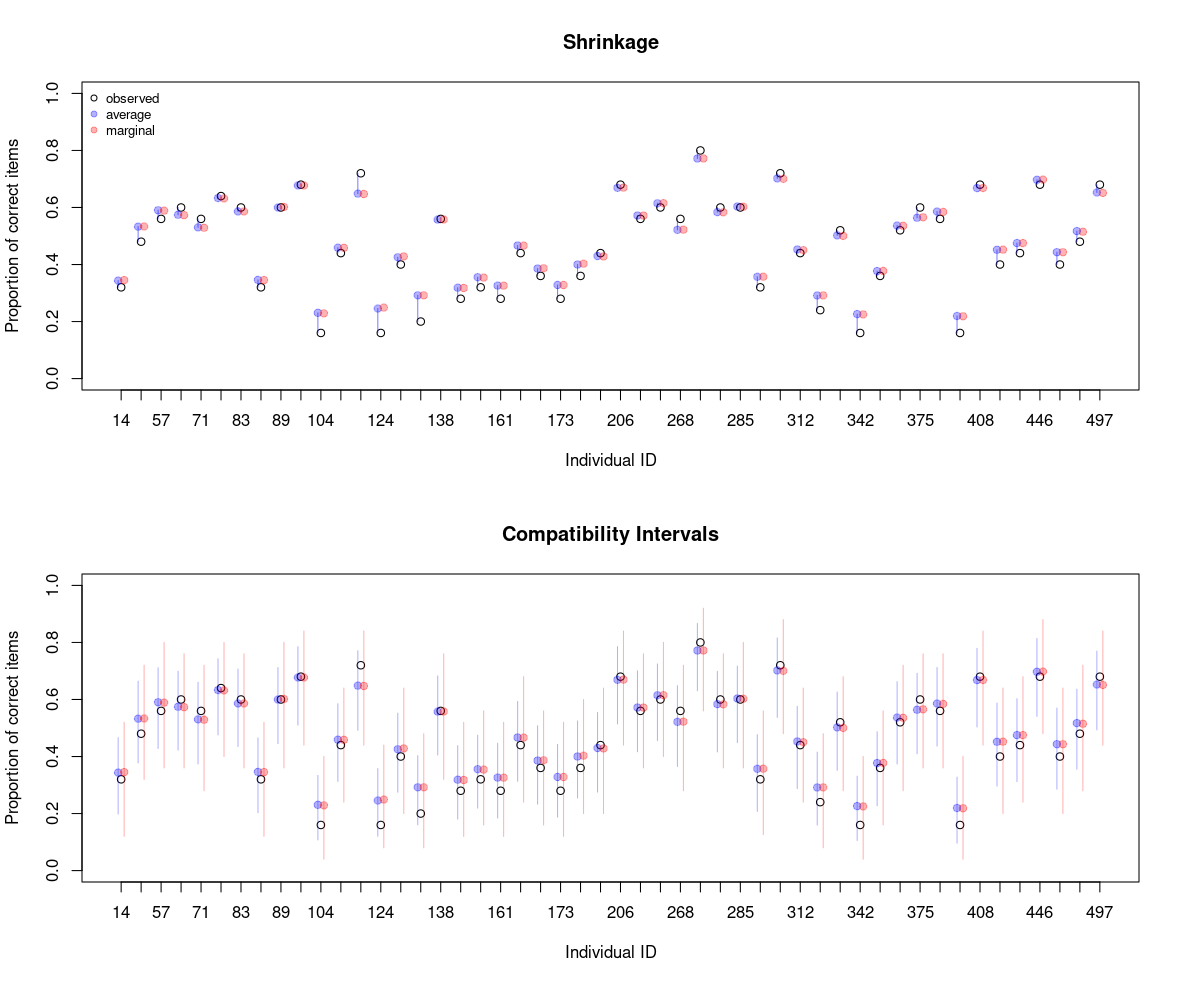 Shrinkage
1.0
observed
average
marginal
0.8
0.6
0.4
0.2
0.0
Proportion of correct items
14 57 71 83 89 104 124 138 161 173 206 268 285 312 342 375 408 446 497
Individual ID
Compatibility Intervals
1.0
0.8
0.6
0.4
0.2
0.0
Proportion of correct items
14 57 71 83 89 104 124 138 161 173 206 268 285 312 342 375 408 446 497
Individual ID